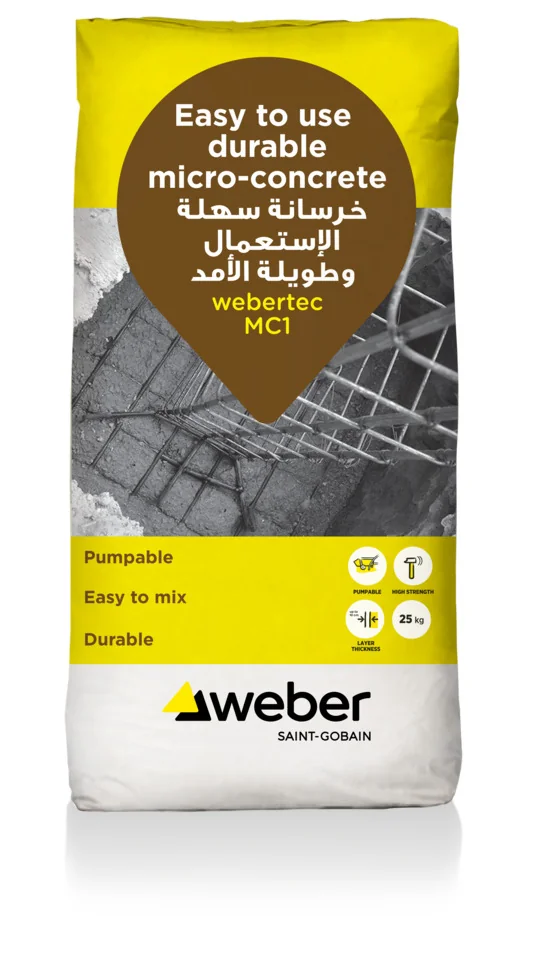 Easy to use
durable
micro-concrete
خرسانة سهلة
الإستعمال
وطويلة الأمد
webertec
MC1
Pumpable
Easy to mix
Durable
PUMPABLE
HIGH STRENGTH
LAYER
THICKNESS
25 kg
weber
SAINT-GOBAIN